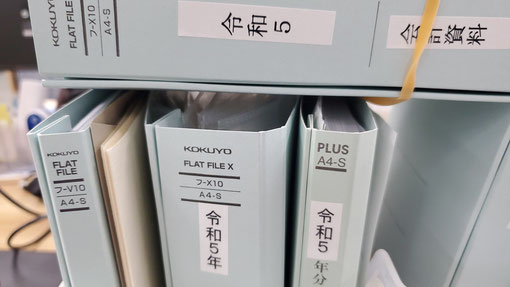 KOKUYO
FLAT FILE
フ-X10
A4-S
令和5
会計資料
KOKUYO
FLAT
FILE
フ-V10
A4-S
KOKUYO
FLAT FILE X
フ-X10
A4-S
令和5年
PLUS
A4-S
令和5年分